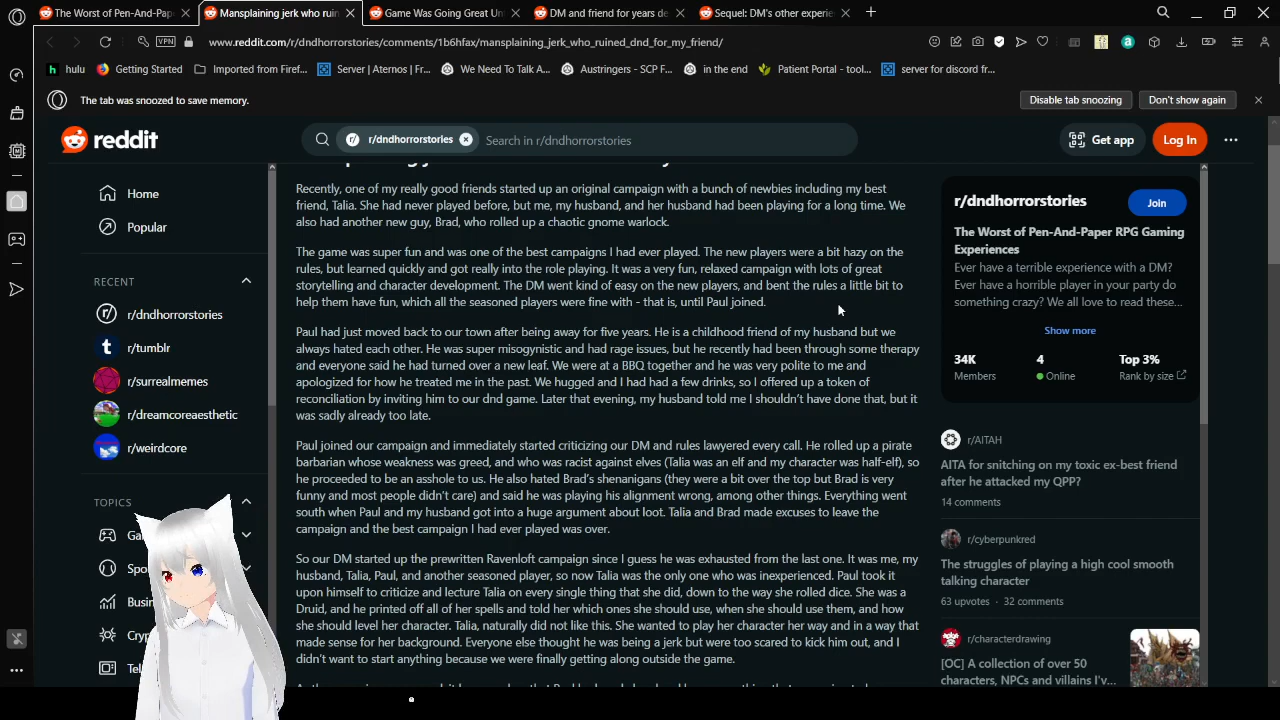 The Worst of Pen-And-Pape
Mansplaining jerk who ruin
Game Was Going Great Un
DM and friend for years de
Sequel: DM's other experie
VPN
www.reddit.com/r/dndhorrorstories/comments/1b6hfax/mansplaining_jerk_who_ruined_dnd_for_my_friend/
hulu
Getting Started
Imported from Firef...
Server | Aternos | Fr...
We Need To Talk A...
Austringers - SCP F...
in the end
Patient Portal - tool...
server for discord fr...
The tab was snoozed to save memory.
Disable tab snoozing
Don't show again
reddit
r/dndhorrorstories
Search in r/dndhorrorstories
Get app
Log In
Home
Popular
RECENT
r/dndhorrorstories
r/tumblr
r/surrealmemes
r/dreamcoreaesthetic
r/weirdcore
TOPICS
Recently, one of my really good friends started up an original campaign with a bunch of newbies including my best
friend, Talia. She had never played before, but me, my husband, and her husband had been playing for a long time. We
also had another new guy, Brad, who rolled up a chaotic gnome warlock.
The game was super fun and was one of the best campaigns I had ever played. The new players were a bit hazy on the
rules, but learned quickly and got really into the role playing. It was a very fun, relaxed campaign with lots of great
storytelling and character development. The DM went kind of easy on the new players, and bent the rules a little bit to
help them have fun, which all the seasoned players were fine with - that is, until Paul joined.
Paul had just moved back to our town after being away for five years. He is a childhood friend of my husband but we
always hated each other. He was super misogynistic and had rage issues, but he recently had been through some therapy
and everyone said he had turned over a new leaf. We were at a BBQ together and he was very polite to me and
apologized for how he treated me in the past. We hugged and I had had a few drinks, so I offered up a token of
reconciliation by inviting him to our dnd game. Later that evening, my husband told me I shouldn't have done that, but it
was sadly already too late.
Paul joined our campaign and immediately started criticizing our DM and rules lawyered every call. He rolled up a pirate
barbarian whose weakness was greed, and who was racist against elves (Talia was an elf and my character was half-elf), so
he proceeded to be an asshole to us. He also hated Brad's shenanigans (they were a bit over the top but Brad is very
funny and most people didn't care) and said he was playing his alignment wrong, among other things. Everything went
south when Paul and my husband got into a huge argument about loot. Talia and Brad made excuses to leave the
campaign and the best campaign I had ever played was over.
So our DM started up the prewritten Ravenloft campaign since I guess he was exhausted from the last one. It was me, my
husband, Talia, Paul, and another seasoned player, so now Talia was the only one who was inexperienced. Paul took it
upon himself to criticize and lecture Talia on every single thing that she did, down to the way she rolled dice. She was a
Druid, and he printed off all of her spells and told her which ones she should use, when she should use them, and how
she should level her character. Talia, naturally did not like this. She wanted to play her character her way and in a way that
made sense for her background. Everyone else thought he was being a jerk but were too scared to kick him out, and I
didn't want to start anything because we were finally getting along outside the game.
r/dndhorrorstories
Join
The Worst of Pen-And-Paper RPG Gaming
Experiences
Ever have a terrible experience with a DM?
Ever have a horrible experience in your party
do something crazy? We all love to read these...
Show more
34K
Members
4
Online
Top 3%
Rank by size
r/AITAH
AITA for snitching on my toxic ex-best friend
after he attacked my QPP?
14 comments
r/cyberpunkred
The struggles of playing a high cool smooth
talking character
63 upvotes · 32 comments
r/characterdrawing
[OC] A collection of over 50
characters, NPCs and villains I've...